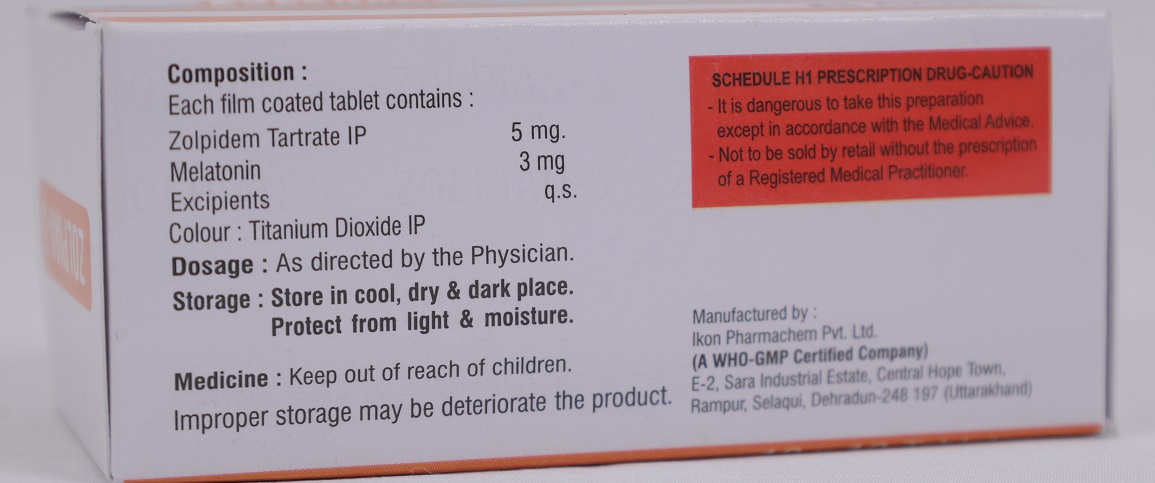 Composition :
Each film coated tablet contains :
Zolpidem Tartrate IP 5 mg.
Melatonin 3 mg
Excipients q.s.
Colour : Titanium Dioxide IP
Dosage : As directed by the Physician.
Storage : Store in cool, dry & dark place.
Protect from light & moisture.
Medicine : Keep out of reach of children.
Improper storage may be deteriorate the product.
SCHEDULE H1 PRESCRIPTION DRUG-CAUTION
- It is dangerous to take this preparation
except in accordance with the Medical Advice.
- Not to be sold by retail without the prescription
of a Registered Medical Practitioner.
Manufactured by :
Ikon Pharmachem Pvt. Ltd.
(A WHO-GMP Certified Company)
E-2, Sara Industrial Estate, Central Hope Town,
Rampur, Selaqui, Dehradun-248 197 (Uttarakhand)